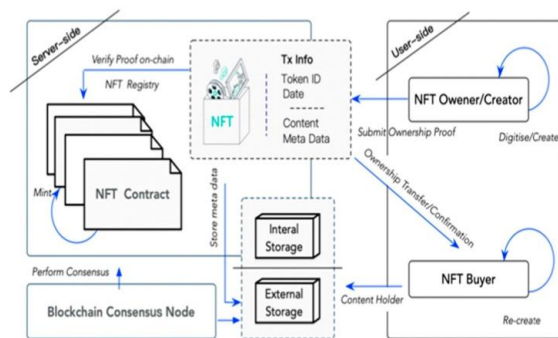 Server-side
User-side
Verify Proof on-chain
NFT Registry
Tx Info
Token ID
Date
Content
Meta Data
NFT
NFT Owener/Creator
Submit Ownership Proof
Digitise/Create
NFT Contract
Mint
Ownership Transfer/Confirmation
Store meta data
Interal
Storage
Perform Consensus
External
Storage
Content Holder
NFT Buyer
Blockchain Consensus Node
Re-create